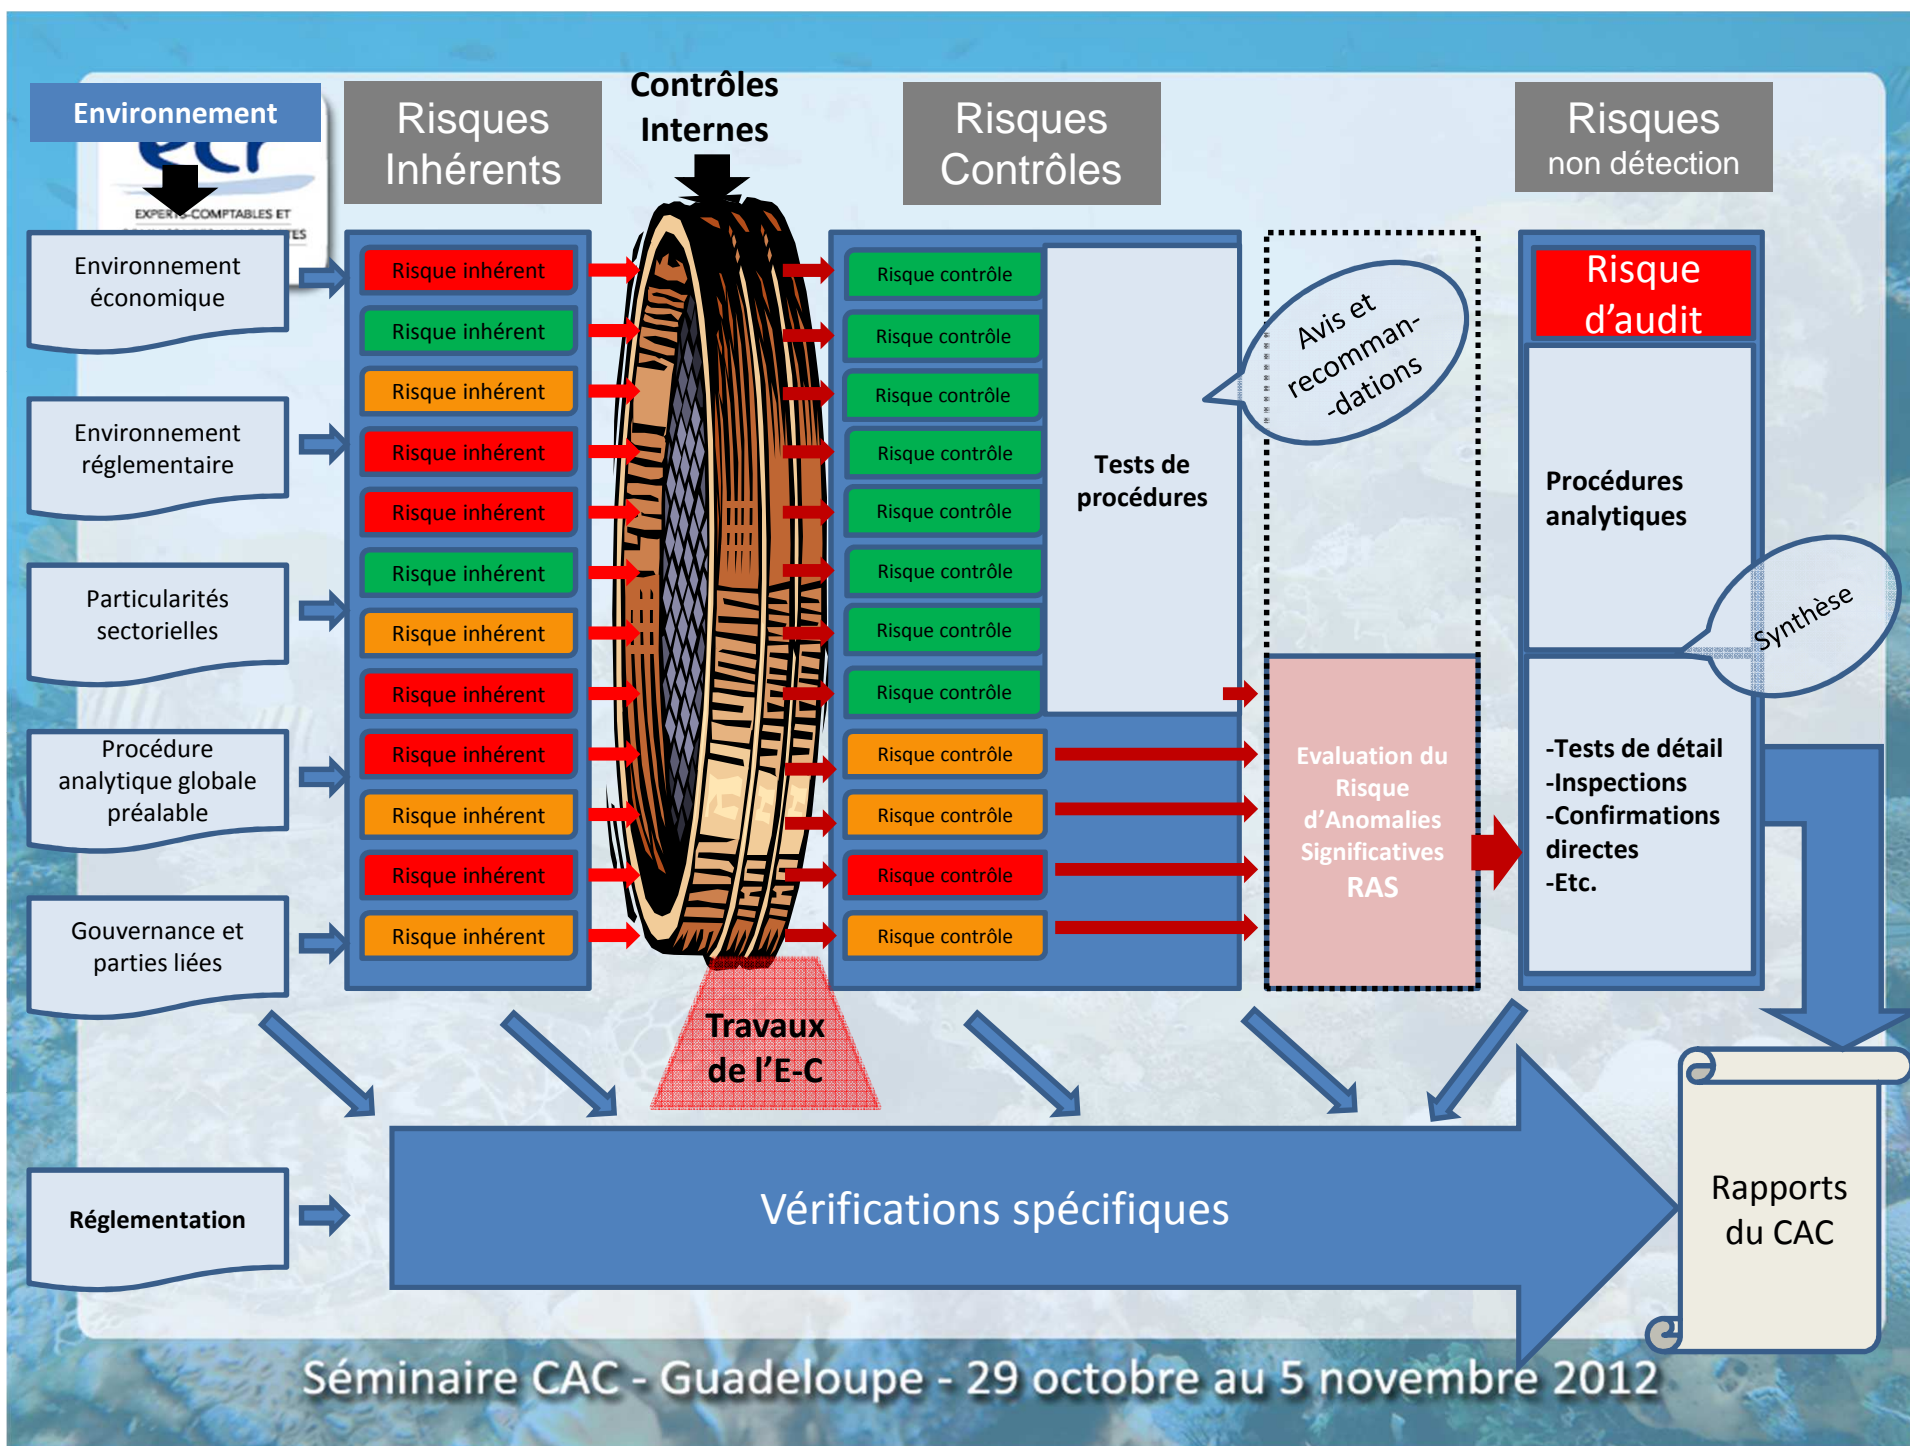 Environnement
EXPERTS-COMPTABLES ET
Environnement
économique
Environnement
réglementaire
Particularités
sectorielles
Procédure
analytique globale
préalable
Gouvernance et
parties liées
Réglementation
Risques
Inhérents
Risque inhérent
Risque inhérent
Risque inhérent
Risque inhérent
Risque inhérent
Risque inhérent
Risque inhérent
Risque inhérent
Risque inhérent
Risque inhérent
Risque inhérent
Risque inhérent
Contrôles
Internes
Travaux
de l'E-C
Risques
Contrôles
Risque contrôle
Risque contrôle
Risque contrôle
Risque contrôle
Risque contrôle
Risque contrôle
Risque contrôle
Risque contrôle
Risque contrôle
Risque contrôle
Risque contrôle
Risque contrôle
Tests de
procédures
Avis et
recomman-
-dations
Evaluation du
Risque
d'Anomalies
Significatives
RAS
Risques
non détection
Risque
d'audit
Procédures
analytiques
Synthèse
-Tests de détail
-Inspections
-Confirmations
directes
-Etc.
Vérifications spécifiques
Rapports
du CAC
Séminaire CAC - Guadeloupe - 29 octobre au 5 novembre 2012